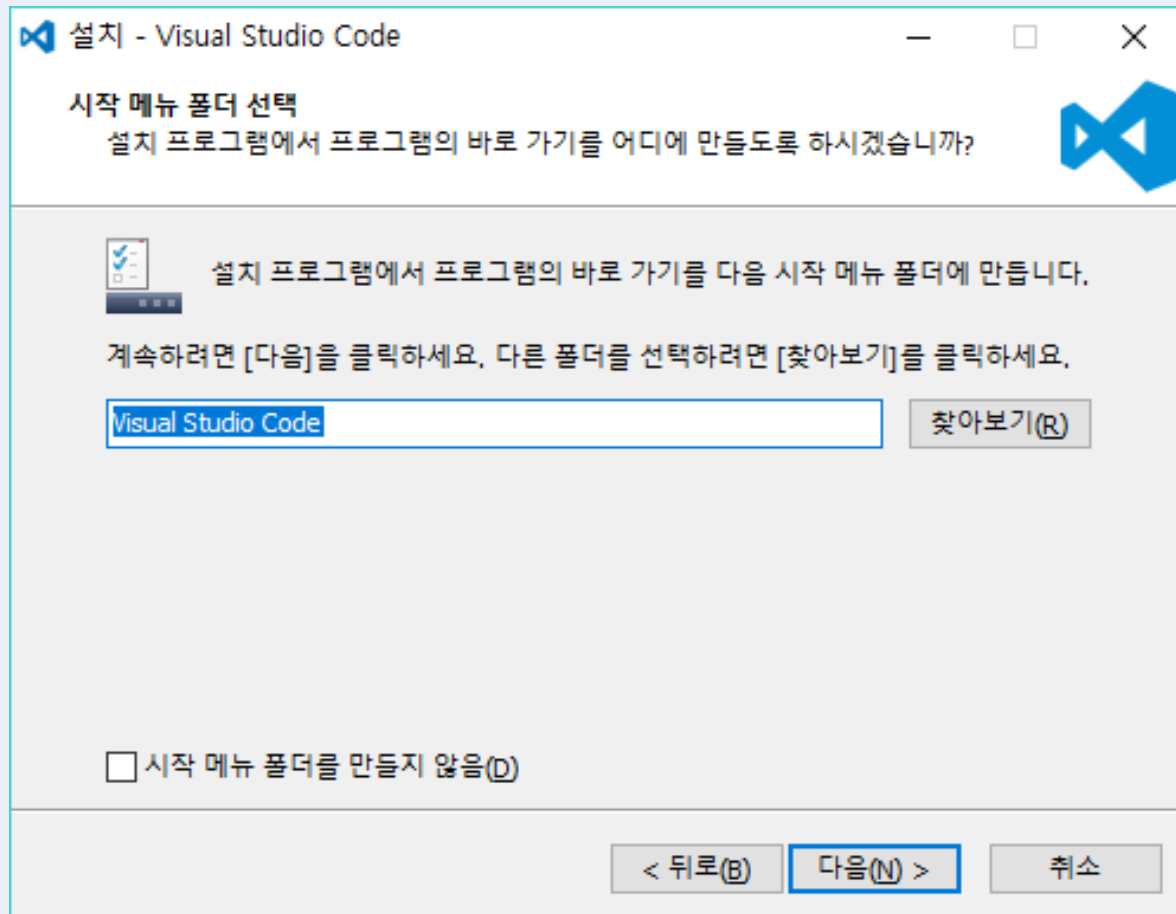 설치 - Visual Studio Code
시작 메뉴 폴더 선택
설치 프로그램에서 프로그램의 바로 가기를 어디에 만들도록 하시겠습니까?
설치 프로그램에서 프로그램의 바로 가기를 다음 시작 메뉴 폴더에 만듭니다.
계속하려면 [다음]을 클릭하세요. 다른 폴더를 선택하려면 [찾아보기]를 클릭하세요.
Visual Studio Code 찾아보기(R)
시작 메뉴 폴더를 만들지 않음(D)
< 뒤로(B) 다음(N) > 취소